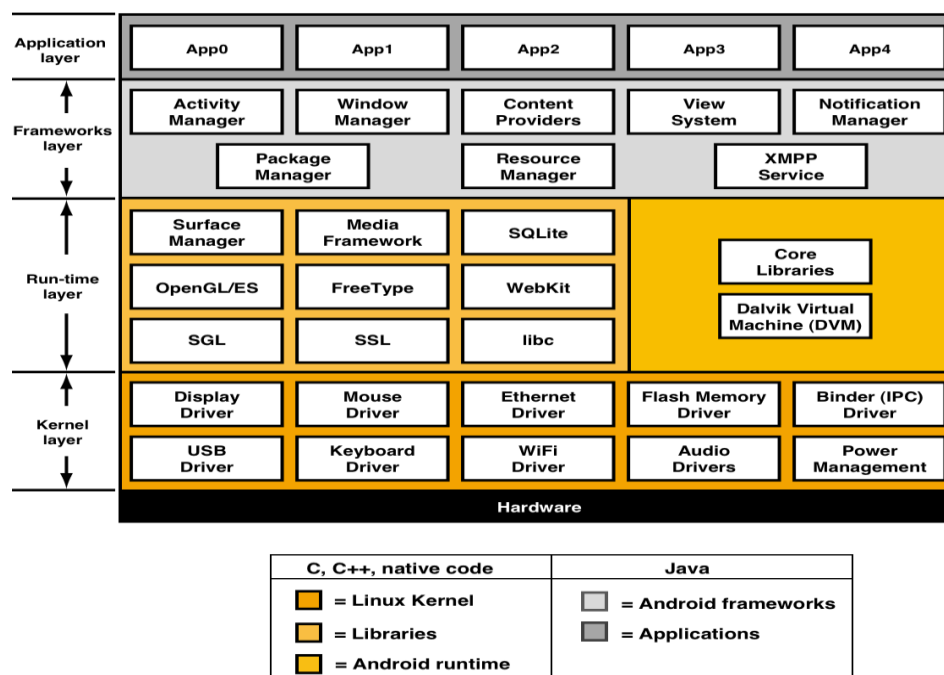 Application
layer
App0
App1
App2
App3
App4
Frameworks
layer
Activity
Manager
Window
Manager
Content
Providers
View
System
Notification
Manager
Package
Manager
Resource
Manager
XMPP
Service
Run-time
layer
Surface
Manager
Media
Framework
SQLite
OpenGL/ES
FreeType
WebKit
SGL
SSL
libc
Core
Libraries
Dalvik Virtual
Machine (DVM)
Kernel
layer
Display
Driver
Mouse
Driver
Ethernet
Driver
Flash Memory
Driver
Binder (IPC)
Driver
USB
Driver
Keyboard
Driver
WiFi
Driver
Audio
Drivers
Power
Management
Hardware
C, C++, native code
= Linux Kernel
= Libraries
= Android runtime
Java
= Android frameworks
= Applications